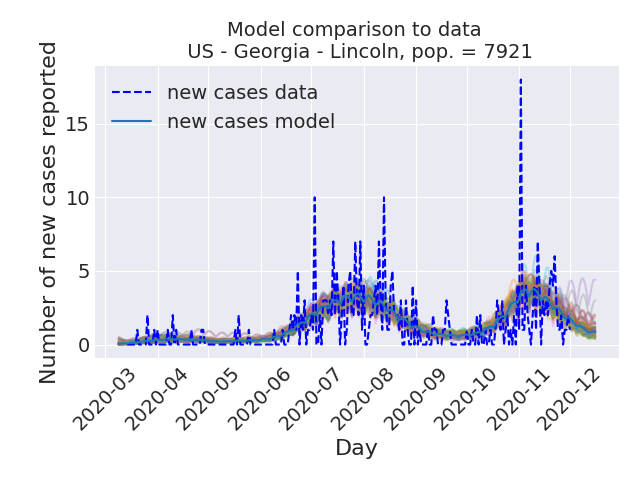 Model comparison to data
US - Georgia - Lincoln, pop. = 7921
Number of new cases reported
new cases data
new cases model
15
10
5
0
2020-03
2020-04
2020-05
2020-06
2020-07
2020-08
2020-09
2020-10
2020-11
2020-12
Day